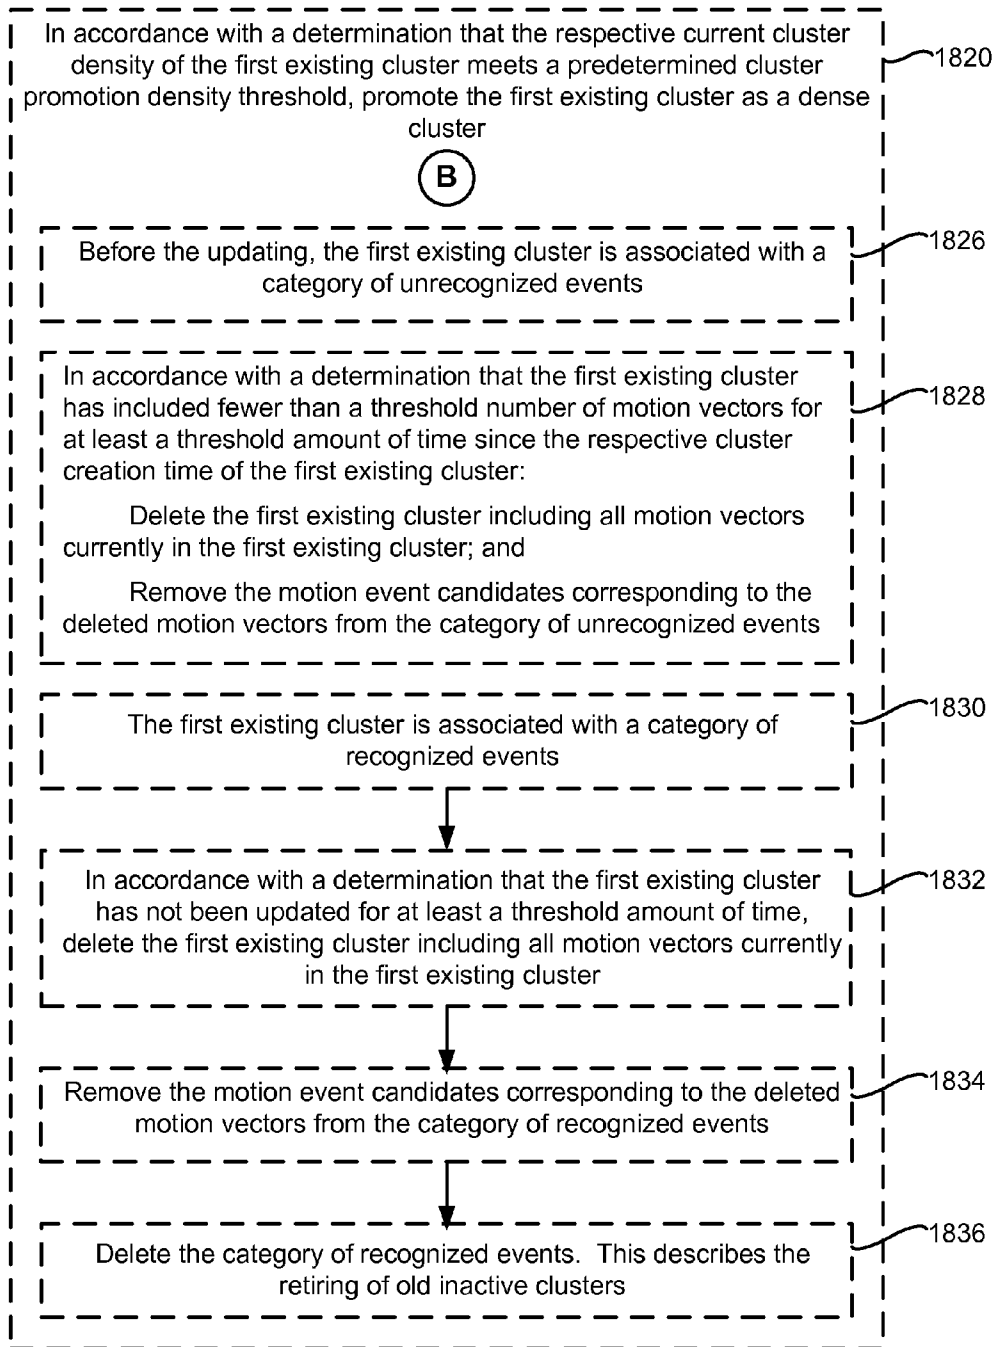 In accordance with a determination that the respective current cluster
density of the first existing cluster meets a predetermined cluster
promotion density threshold, promote the first existing cluster as a dense
cluster
1820
B
Before the updating, the first existing cluster is associated with a
category of unrecognized events
1826
In accordance with a determination that the first existing cluster
has included fewer than a threshold number of motion vectors for
at least a threshold amount of time since the respective cluster
creation time of the first existing cluster:
Delete the first existing cluster including all motion vectors
currently in the first existing cluster; and
Remove the motion event candidates corresponding to the
deleted motion vectors from the category of unrecognized events
1828
The first existing cluster is associated with a category of
recognized events
1830
In accordance with a determination that the first existing cluster
has not been updated for at least a threshold amount of time,
delete the first existing cluster including all motion vectors currently
in the first existing cluster
1832
Remove the motion event candidates corresponding to the deleted
motion vectors from the category of recognized events
1834
Delete the category of recognized events.  This describes the
retiring of old inactive clusters
1836